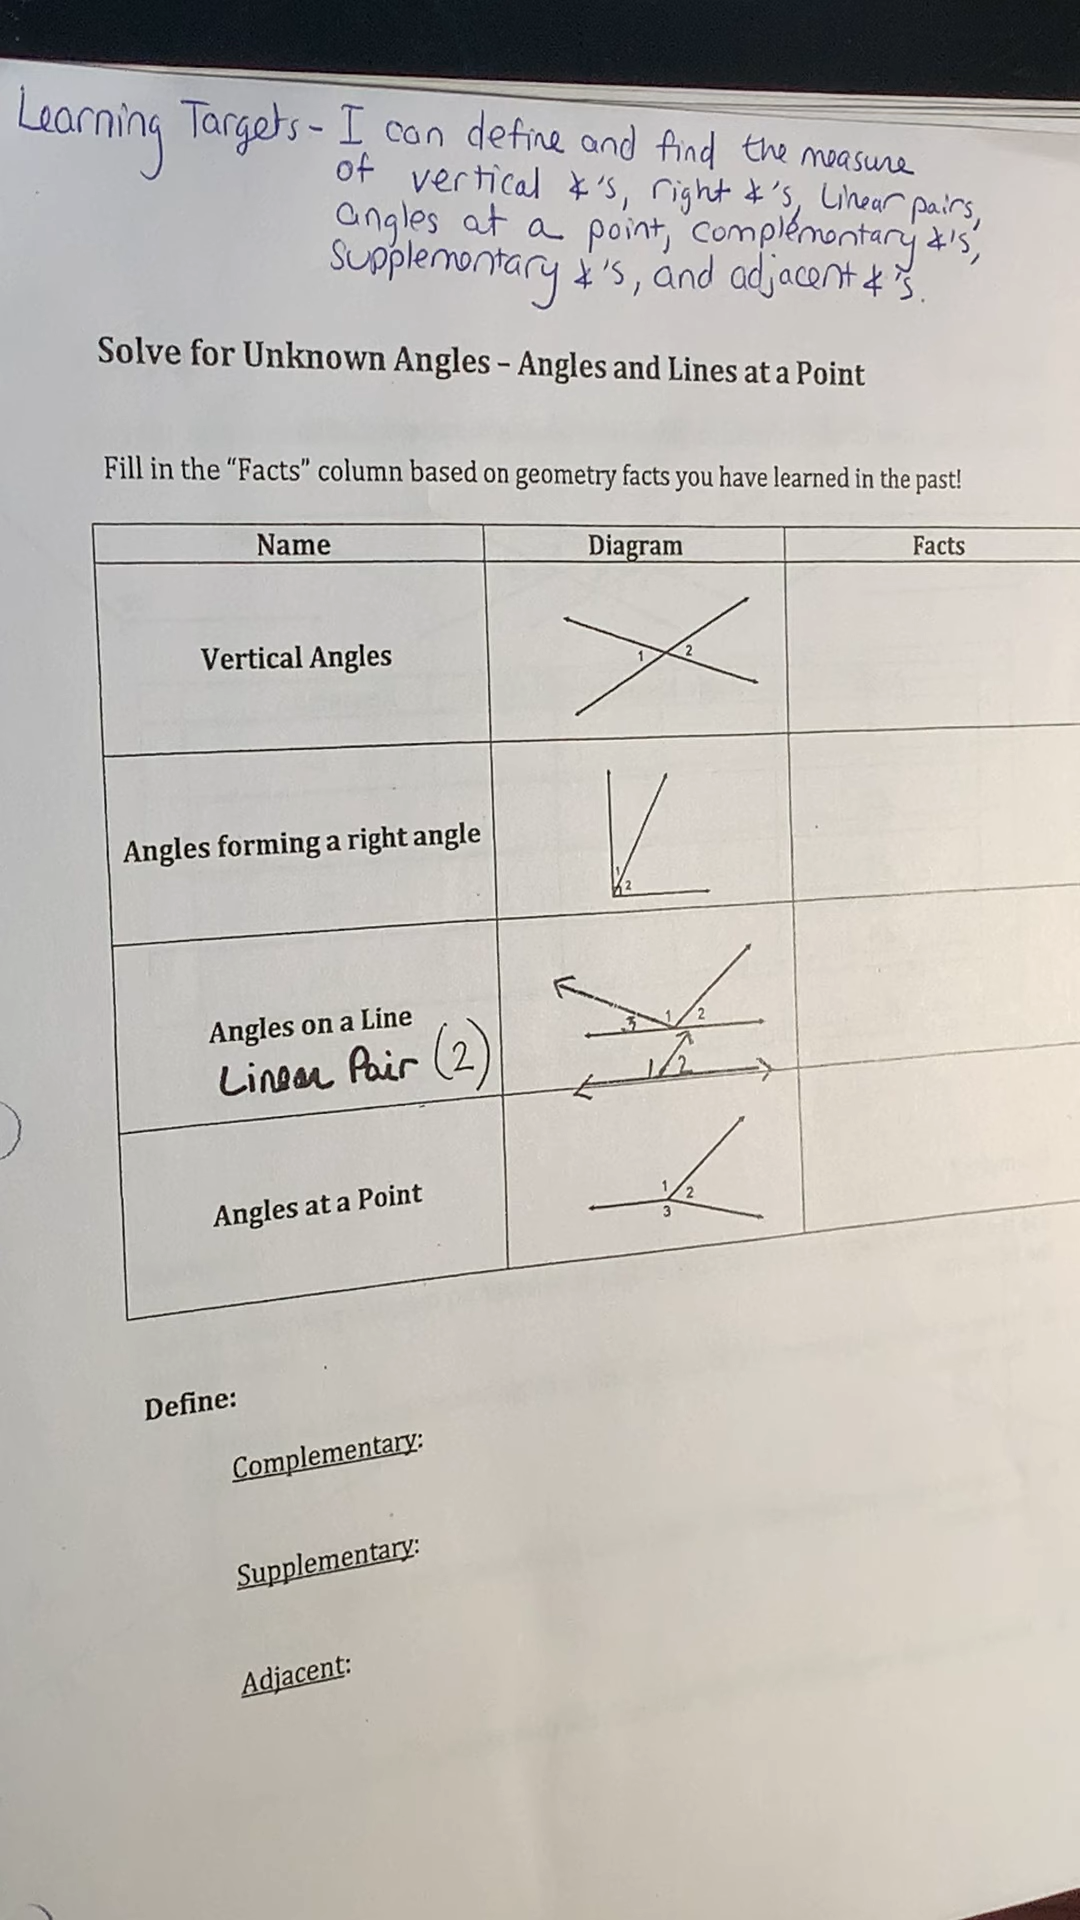 Learning Targets - I can define and find the measure
of vertical ∡'s, right ∡'s, Linear pairs,
angles at a point, complementary ∡'s,
Supplementary ∡'s, and adjacent ∡'s.
Solve for Unknown Angles – Angles and Lines at a Point
Fill in the “Facts” column based on geometry facts you have learned in the past!
Name Diagram Facts
Vertical Angles
1 2
Angles forming a right angle
1
2
Angles on a Line
3 1 2
Linear Pair (2)
1 2
Angles at a Point
1 2
3
Define:
Complementary:
Supplementary:
Adjacent: